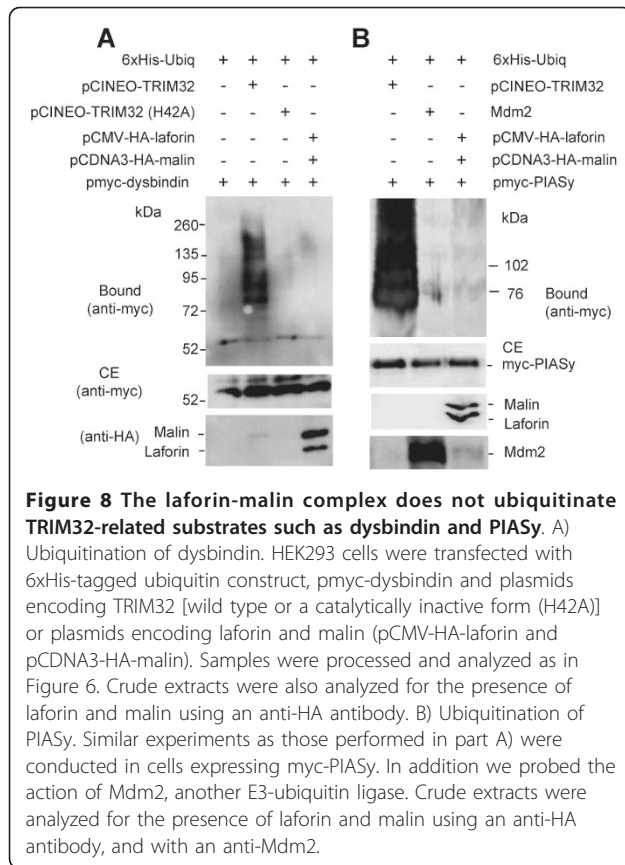 A
B
6xHis-Ubiq + + + +
pCINEO-TRIM32 - + - -
pCINEO-TRIM32 (H42A) - - + -
pCMV-HA-laforin - - - +
pCDNA3-HA-malin - - - +
pmyc-dysbindin + + + +
kDa
260-
135-
95-
72-
52-
Bound
(anti-myc)
CE
(anti-myc)
52-
(anti-HA)
Malin -
Laforin -
+ + + 6xHis-Ubiq
+ - - pCINEO-TRIM32
- + - Mdm2
- - + pCMV-HA-laforin
- - + pCDNA3-HA-malin
+ + + pmyc-PIASy
kDa
- 102
- 76
Bound
(anti-myc)
CE
- myc-PIASy
- Malin
- Laforin
- Mdm2
Figure 8 The laforin-malin complex does not ubiquitinate
TRIM32-related substrates such as dysbindin and PIASy. A)
Ubiquitination of dysbindin. HEK293 cells were transfected with
6xHis-tagged ubiquitin construct, pmyc-dysbindin and plasmids
encoding TRIM32 [wild type or a catalytically inactive form (H42A)]
or plasmids encoding laforin and malin (pCMV-HA-laforin and
pCDNA3-HA-malin). Samples were processed and analyzed as in
Figure 6. Crude extracts were also analyzed for the presence of
laforin and malin using an anti-HA antibody. B) Ubiquitination of
PIASy. Similar experiments as those performed in part A) were
conducted in cells expressing myc-PIASy. In addition we probed the
action of Mdm2, another E3-ubiquitin ligase. Crude extracts were
analyzed for the presence of laforin and malin using an anti-HA
antibody, and with an anti-Mdm2.